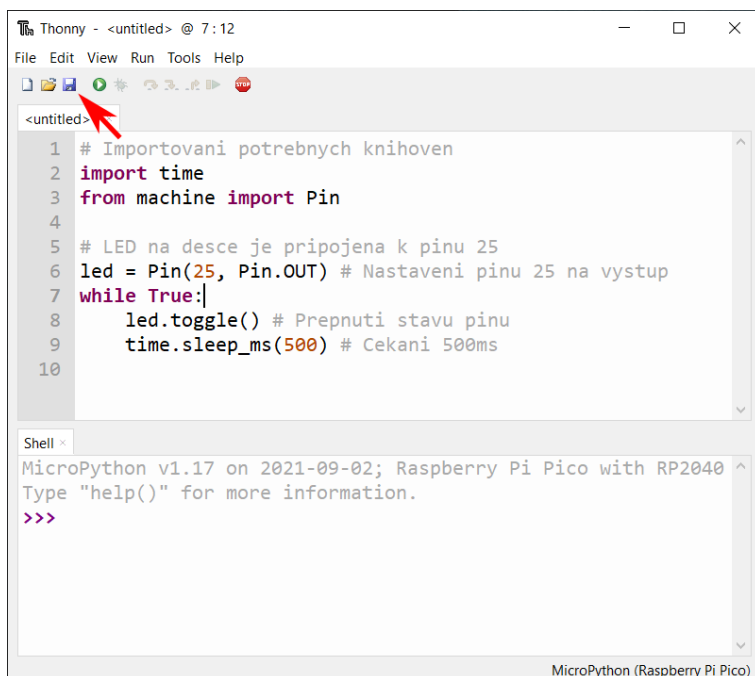 Thonny - <untitled> @ 7:12
File Edit View Run Tools Help
STOP
<untitled>
1 # Importovani potrebnych knihoven
2 import time
3 from machine import Pin
4
5 # LED na desce je pripojena k pinu 25
6 led = Pin(25, Pin.OUT) # Nastaveni pinu 25 na vystup
7 while True:
8     led.toggle() # Prepnuti stavu pinu
9     time.sleep_ms(500) # Cekani 500ms
10
Shell ×
MicroPython v1.17 on 2021-09-02; Raspberry Pi Pico with RP2040
Type "help()" for more information.
>>>
MicroPython (Raspberry Pi Pico)